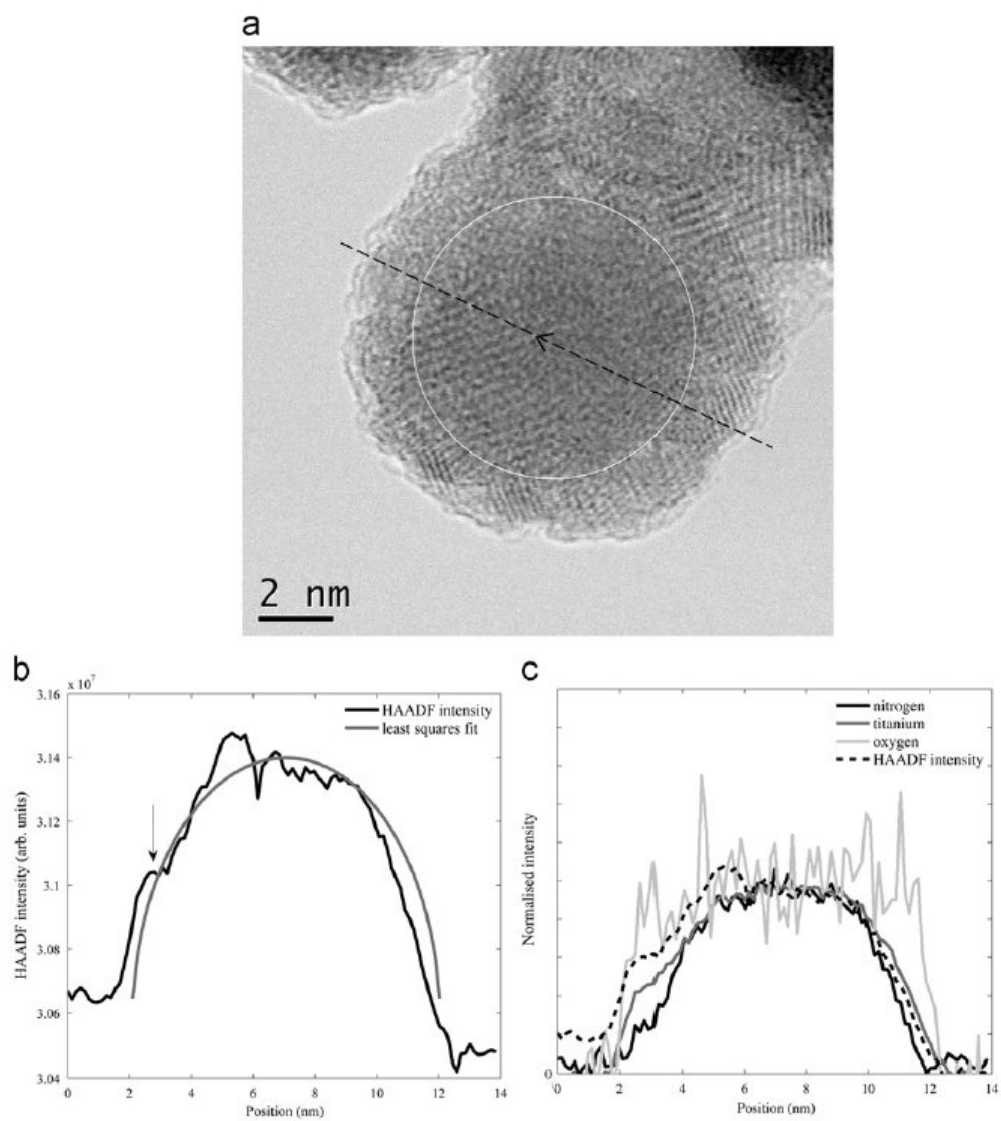 a
2 nm
b
x 10⁷
3.16
HAADF intensity
least squares fit
3.14
3.12
3.1
3.08
3.06
3.04
HAADF intensity (arb. units)
0 2 4 6 8 10 12 14
Position (nm)
c
nitrogen
titanium
oxygen
HAADF intensity
Normalised intensity
0
0 2 4 6 8 10 12 14
Position (nm)